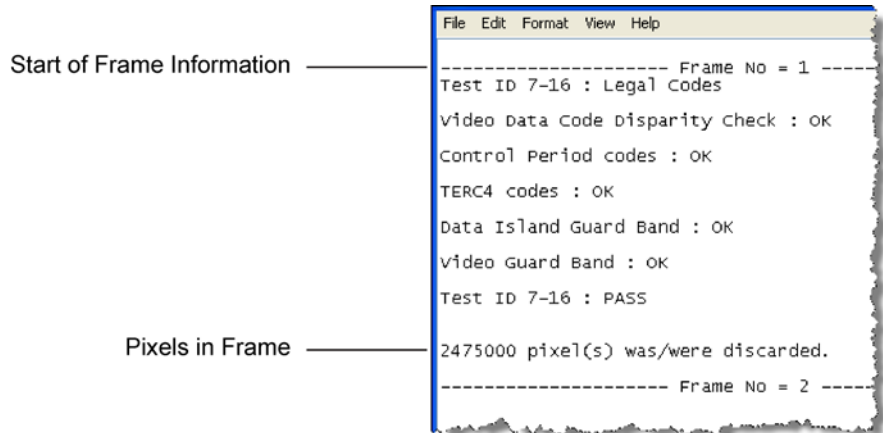 File Edit Format View Help
Start of Frame Information
--------------------- Frame No = 1 -----
Test ID 7-16 : Legal Codes
Video Data Code Disparity Check : OK
Control Period codes : OK
TERC4 codes : OK
Data Island Guard Band : OK
Video Guard Band : OK
Test ID 7-16 : PASS
Pixels in Frame
2475000 pixel(s) was/were discarded.
--------------------- Frame No = 2 -----